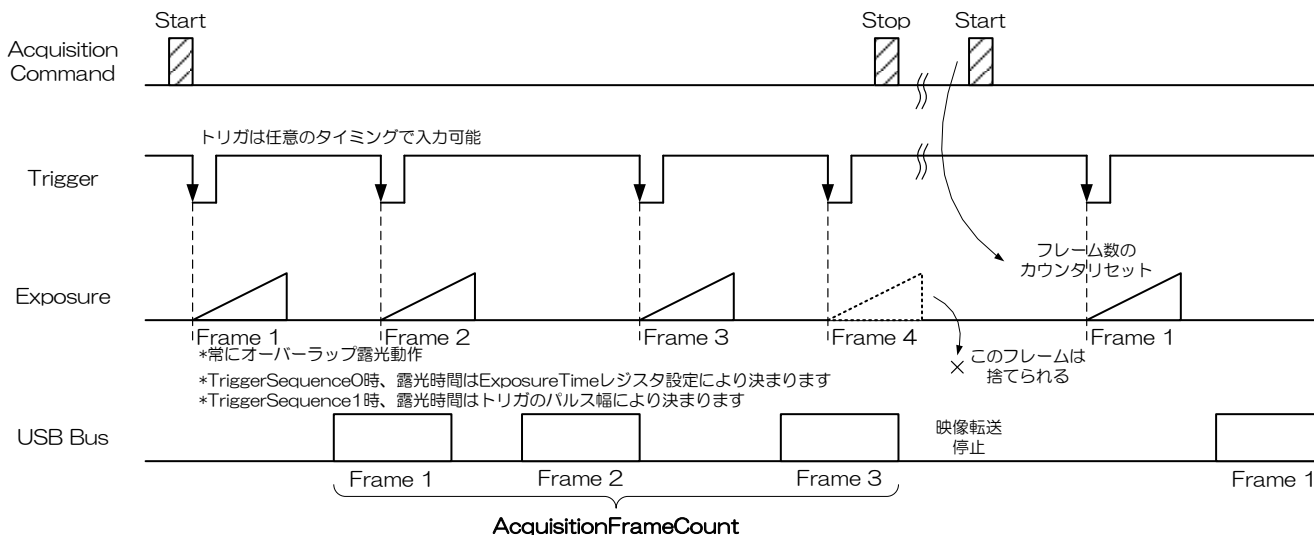 Start
Stop
Start
Acquisition
Command
トリガは任意のタイミングで入力可能
Trigger
フレーム数の
カウンタリセット
Exposure
Frame 1
Frame 2
Frame 3
Frame 4
Frame 1
*常にオーバーラップ露光動作
*TriggerSequence0時、露光時間はExposureTimeレジスタ設定により決まります
*TriggerSequence1時、露光時間はトリガのパルス幅により決まります
× このフレームは
捨てられる
USB Bus
映像転送
停止
Frame 1
Frame 2
Frame 3
Frame 1
AcquisitionFrameCount